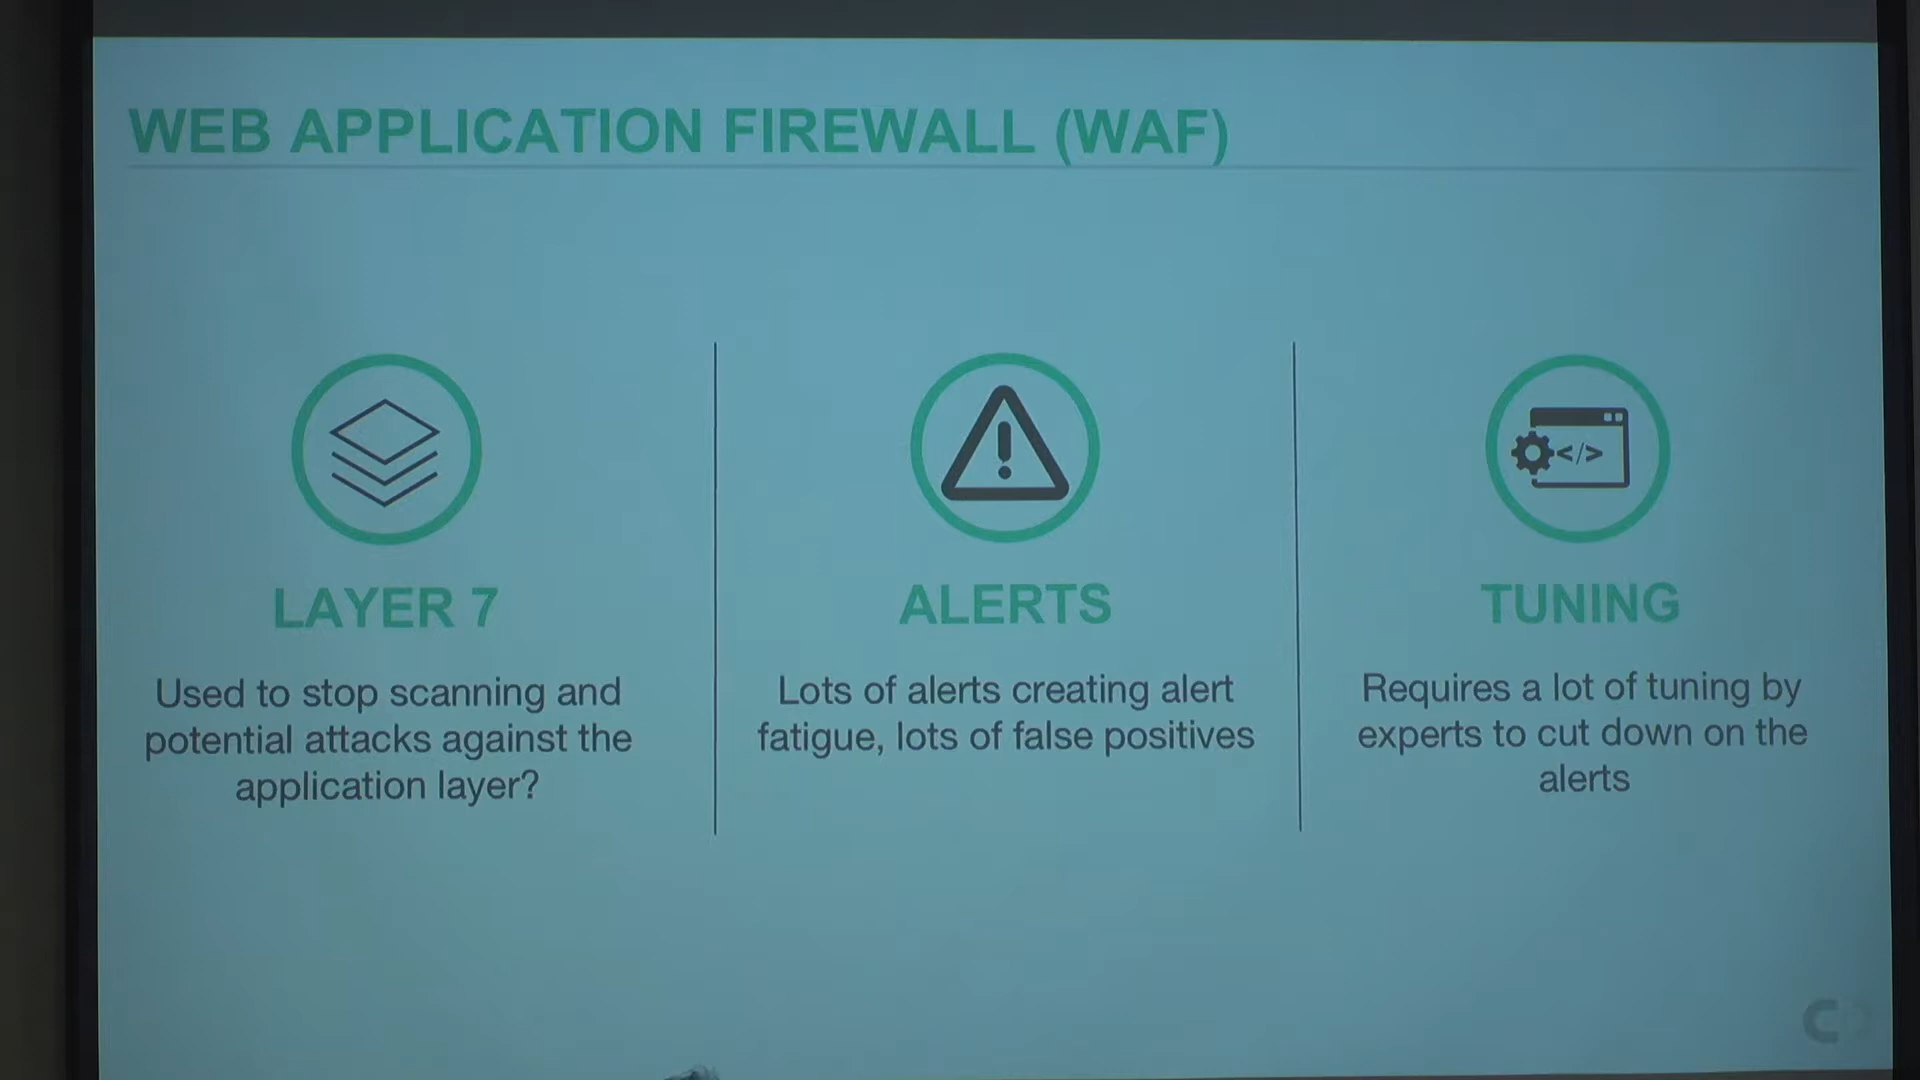 WEB APPLICATION FIREWALL (WAF)
</>
LAYER 7
Used to stop scanning and
potential attacks against the
application layer?
ALERTS
Lots of alerts creating alert
fatigue, lots of false positives
TUNING
Requires a lot of tuning by
experts to cut down on the
alerts